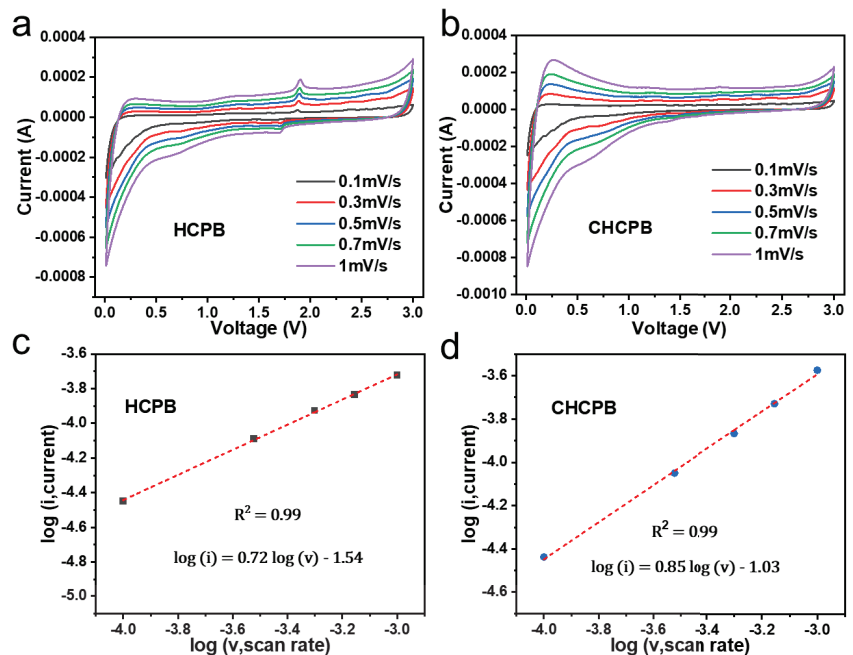 a
0.0004
0.0002
0.0000
-0.0002
-0.0004
-0.0006
-0.0008
Current (A)
HCPB
0.1mV/s
0.3mV/s
0.5mV/s
0.7mV/s
1mV/s
0.0 0.5 1.0 1.5 2.0 2.5 3.0
Voltage (V)
b
0.0004
0.0002
0.0000
-0.0002
-0.0004
-0.0006
-0.0008
-0.0010
Current (A)
CHCPB
0.1mV/s
0.3mV/s
0.5mV/s
0.7mV/s
1mV/s
0.0 0.5 1.0 1.5 2.0 2.5 3.0
Voltage (V)
c
-3.6
-3.8
-4.0
-4.2
-4.4
-4.6
-4.8
-5.0
log (i,current)
HCPB
R² = 0.99
log (i) = 0.72 log (v) - 1.54
-4.0 -3.8 -3.6 -3.4 -3.2 -3.0
log (v,scan rate)
d
-3.6
-3.8
-4.0
-4.2
-4.4
-4.6
log (i,current)
CHCPB
R² = 0.99
log (i) = 0.85 log (v) - 1.03
-4.0 -3.8 -3.6 -3.4 -3.2 -3.0
log (v,scan rate)